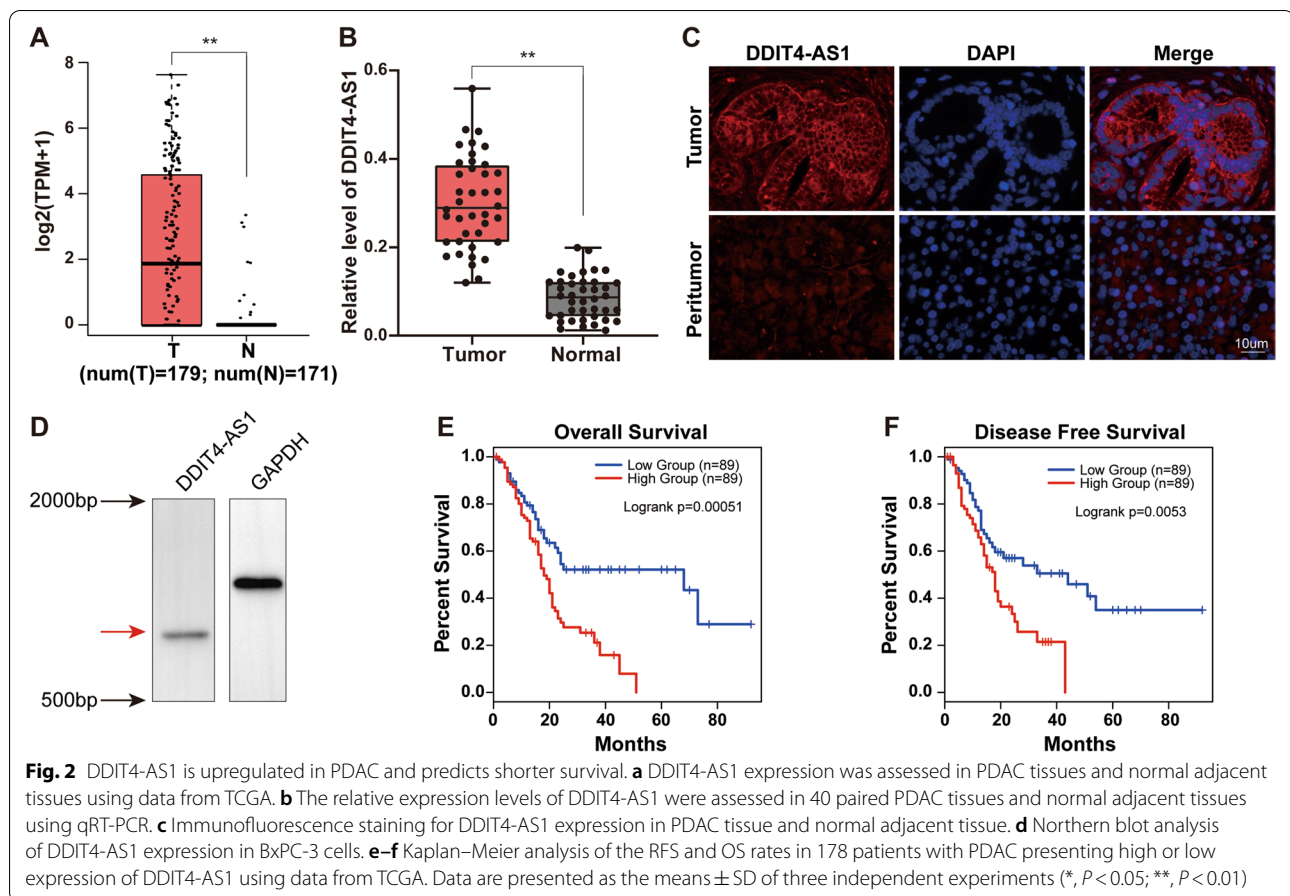 A
**
log2(TPM+1)
8
6
4
2
0
T
N
(num(T)=179; num(N)=171)
B
**
Relative level of DDIT4-AS1
0.6
0.4
0.2
0.0
Tumor
Normal
C
DDIT4-AS1
DAPI
Merge
Tumor
Peritumor
10um
D
DDIT4-AS1
GAPDH
2000bp
500bp
E
Overall Survival
Low Group (n=89)
High Group (n=89)
Logrank p=0.00051
Percent Survival
1.0
0.8
0.6
0.4
0.2
0.0
0
20
40
60
80
Months
F
Disease Free Survival
Low Group (n=89)
High Group (n=89)
Logrank p=0.0053
Percent Survival
1.0
0.8
0.6
0.4
0.2
0.0
0
20
40
60
80
Months
Fig. 2 DDIT4-AS1 is upregulated in PDAC and predicts shorter survival. a DDIT4-AS1 expression was assessed in PDAC tissues and normal adjacent
tissues using data from TCGA. b The relative expression levels of DDIT4-AS1 were assessed in 40 paired PDAC tissues and normal adjacent tissues
using qRT-PCR. c Immunofluorescence staining for DDIT4-AS1 expression in PDAC tissue and normal adjacent tissue. d Northern blot analysis
of DDIT4-AS1 expression in BxPC-3 cells. e–f Kaplan–Meier analysis of the RFS and OS rates in 178 patients with PDAC presenting high or low
expression of DDIT4-AS1 using data from TCGA. Data are presented as the means ± SD of three independent experiments (*, P < 0.05; **, P < 0.01)